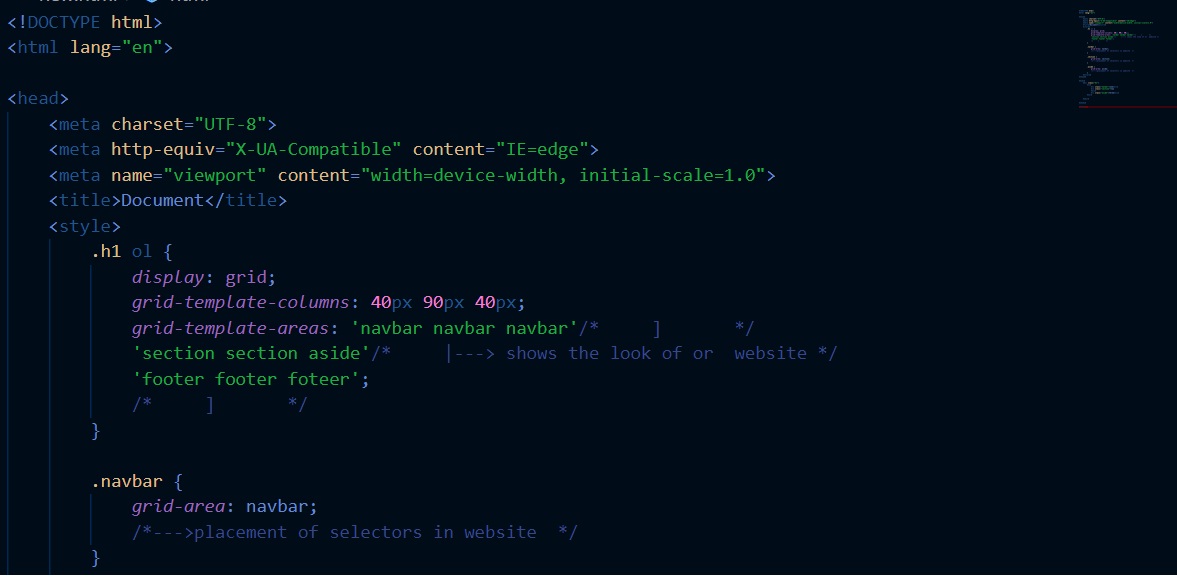 <!DOCTYPE html>
<html lang="en">
<head>
<meta charset="UTF-8">
<meta http-equiv="X-UA-Compatible" content="IE=edge">
<meta name="viewport" content="width=device-width, initial-scale=1.0">
<title>Document</title>
<style>
.h1 ol {
display: grid;
grid-template-columns: 40px 90px 40px;
grid-template-areas: 'navbar navbar navbar'/*     ]       */
'section section aside'/*     |---> shows the look of or  website */
'footer footer foteer';
/*     ]       */
}
.navbar {
grid-area: navbar;
/*--->placement of selectors in website  */
}